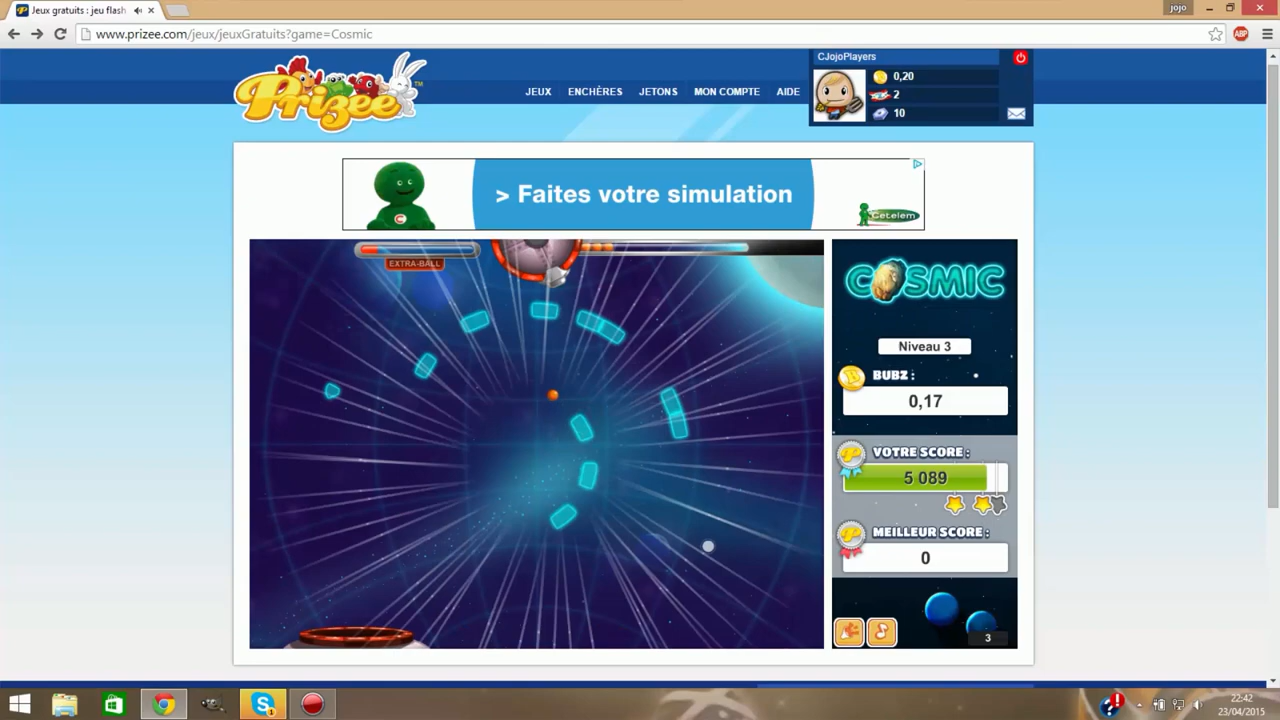 Jeux gratuits : jeu flash
jojo
www.prizee.com/jeux/jeuxGratuits?game=Cosmic
ABP
Prizee™
JEUX
ENCHÈRES
JETONS
MON COMPTE
AIDE
CJojoPlayers
0,20
2
10
> Faites votre simulation
Cetelem
EXTRA-BALL
COSMIC
Niveau 3
BUBZ :
0,17
VOTRE SCORE :
5 089
MEILLEUR SCORE :
0
3
22:42
23/04/2015